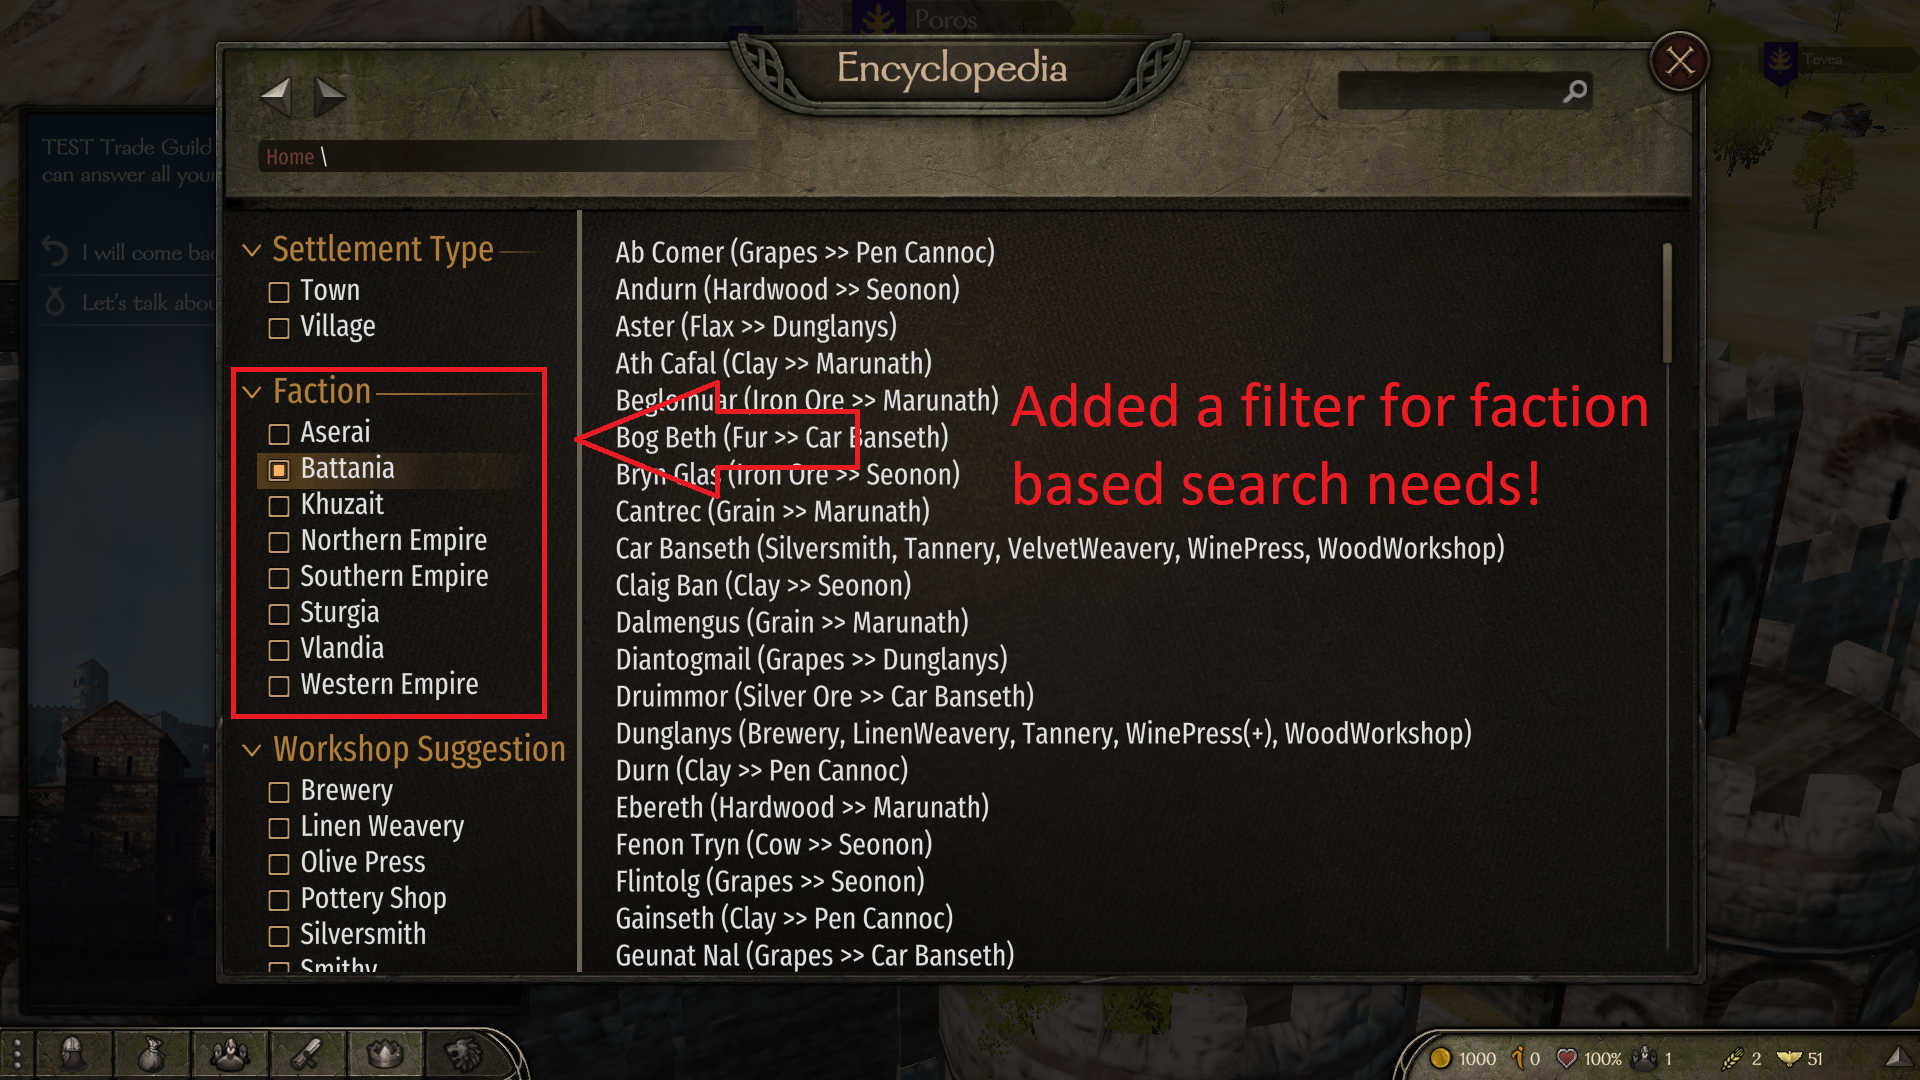 Poros
Encyclopedia
Tevea
TEST Trade Guild
can answer all your
Home \
I will come bac
Let's talk abou
Settlement Type
Town
Village
Faction
Aserai
Battania
Khuzait
Northern Empire
Southern Empire
Sturgia
Vlandia
Western Empire
Workshop Suggestion
Brewery
Linen Weavery
Olive Press
Pottery Shop
Silversmith
Smithy
Ab Comer (Grapes >> Pen Cannoc)
Andurn (Hardwood >> Seonon)
Aster (Flax >> Dunglanys)
Ath Cafal (Clay >> Marunath)
Beglomuar (Iron Ore >> Marunath)
Bog Beth (Fur >> Car Banseth)
Bryn Glas (Iron Ore >> Seonon)
Cantrec (Grain >> Marunath)
Car Banseth (Silversmith, Tannery, VelvetWeavery, WinePress, WoodWorkshop)
Claig Ban (Clay >> Seonon)
Dalmengus (Grain >> Marunath)
Diantogmail (Grapes >> Dunglanys)
Druimmor (Silver Ore >> Car Banseth)
Dunglanys (Brewery, LinenWeavery, Tannery, WinePress(+), WoodWorkshop)
Durn (Clay >> Pen Cannoc)
Ebereth (Hardwood >> Marunath)
Fenon Tryn (Cow >> Seonon)
Flintolg (Grapes >> Seonon)
Gainseth (Clay >> Pen Cannoc)
Geunat Nal (Grapes >> Car Banseth)
Added a filter for faction
based search needs!
1000 0 100% 1 2 51